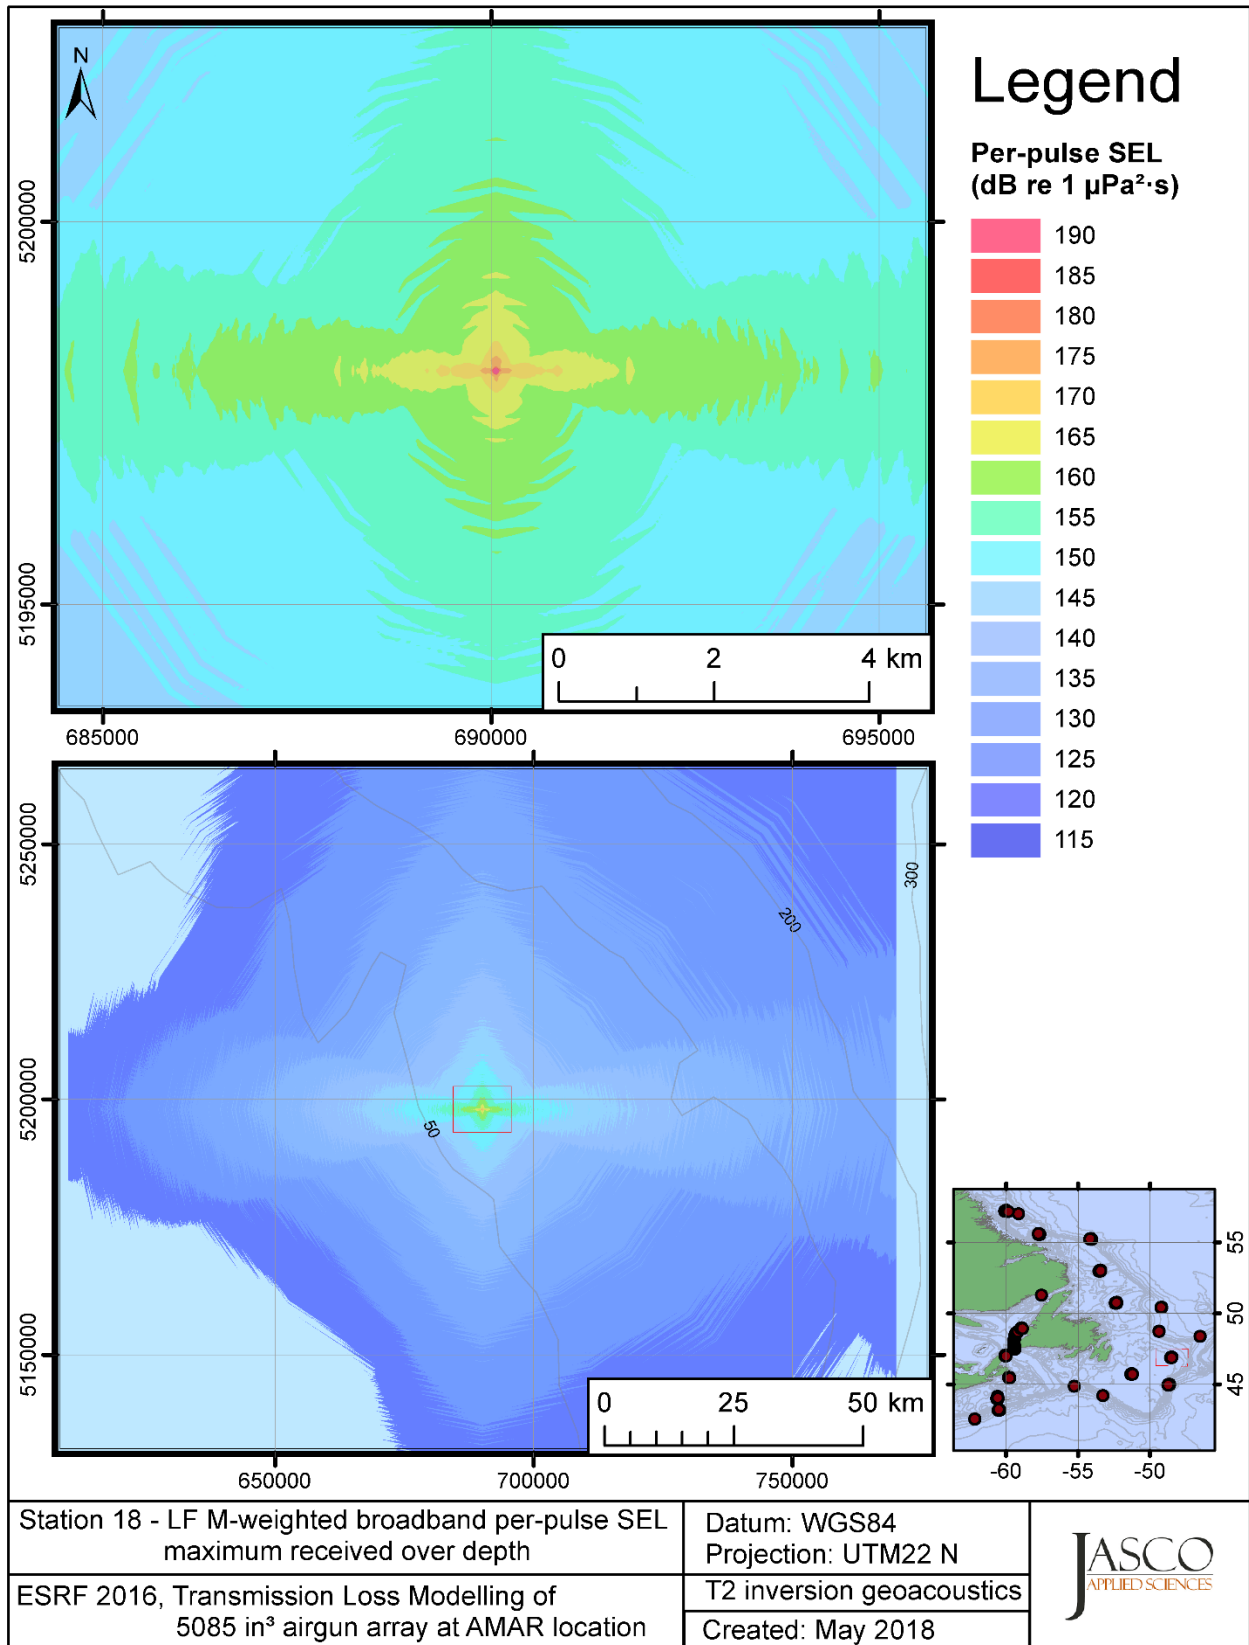 N
5200000
5195000
0 2 4 km
685000 690000 695000
Legend
Per-pulse SEL
(dB re 1 µPa²·s)
190
185
180
175
170
165
160
155
150
145
140
135
130
125
120
115
5250000
5200000
5150000
300
200
50
0 25 50 km
650000 700000 750000
55
50
45
-60 -55 -50
Station 18 - LF M-weighted broadband per-pulse SEL
maximum received over depth
ESRF 2016, Transmission Loss Modelling of
5085 in³ airgun array at AMAR location
Datum: WGS84
Projection: UTM22 N
T2 inversion geoacoustics
Created: May 2018
JASCO
APPLIED SCIENCES